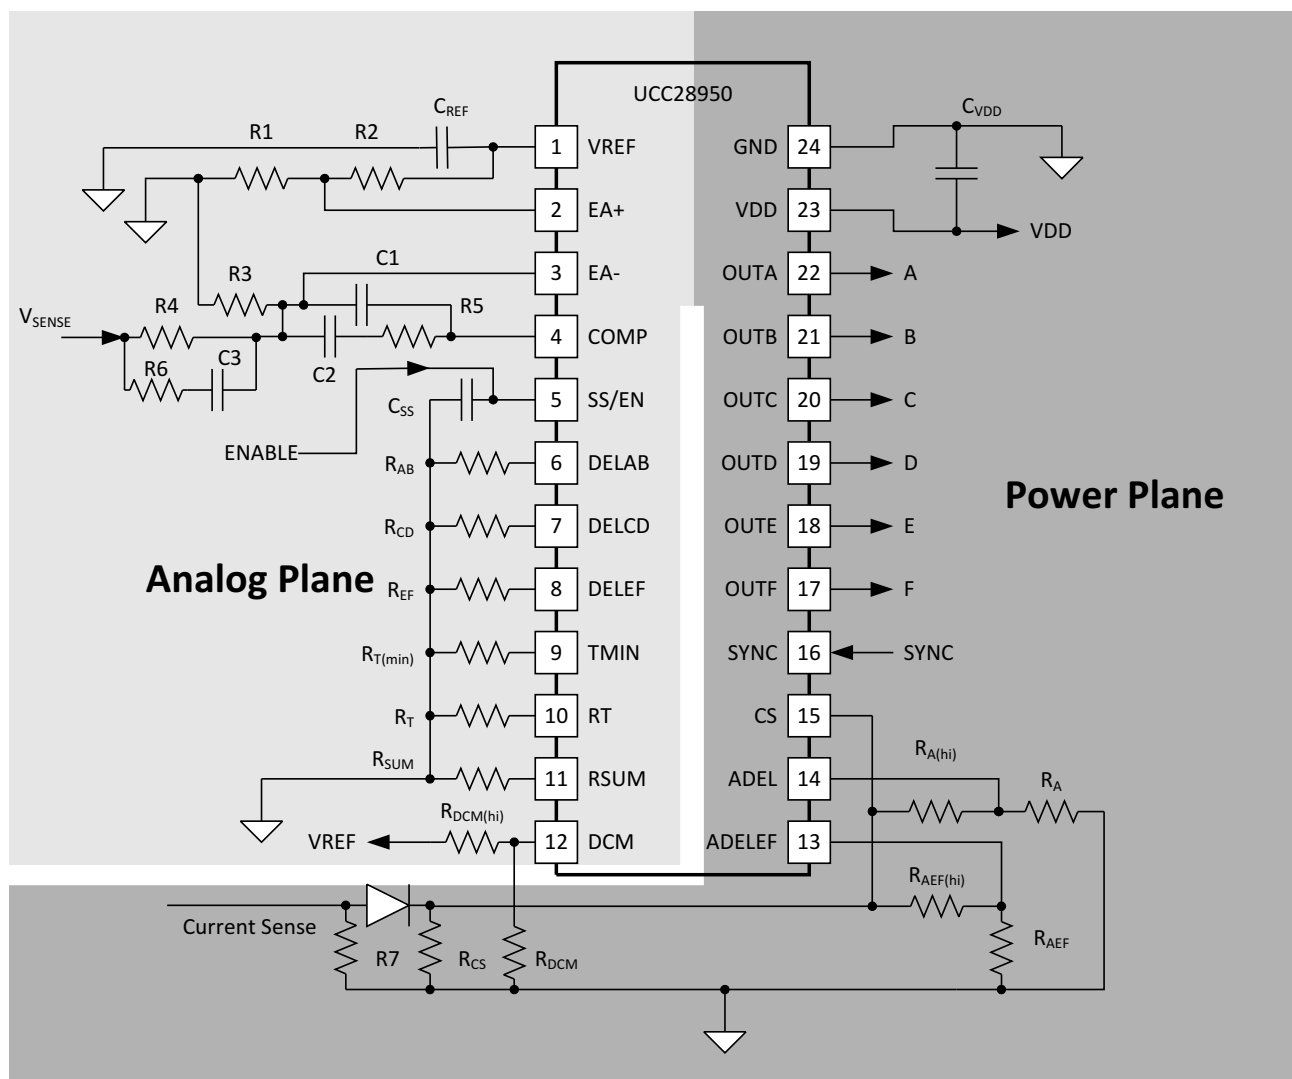 UCC28950
C_REF
C_VDD
R1
R2
1 VREF
GND 24
2 EA+
VDD 23
VDD
C1
3 EA-
OUTA 22
A
R3
R4
R5
V_SENSE
4 COMP
OUTB 21
B
R6
C3
C2
C_SS
5 SS/EN
OUTC 20
C
ENABLE
R_AB
6 DELAB
OUTD 19
D
Power Plane
R_CD
7 DELCD
OUTE 18
E
Analog Plane
R_EF
8 DELEF
OUTF 17
F
R_T(min)
9 TMIN
SYNC 16
SYNC
R_T
10 RT
CS 15
R_A(hi)
R_SUM
11 RSUM
ADEL 14
R_A
R_DCM(hi)
VREF
12 DCM
ADELEF 13
R_AEF(hi)
Current Sense
R7
R_CS
R_DCM
R_AEF